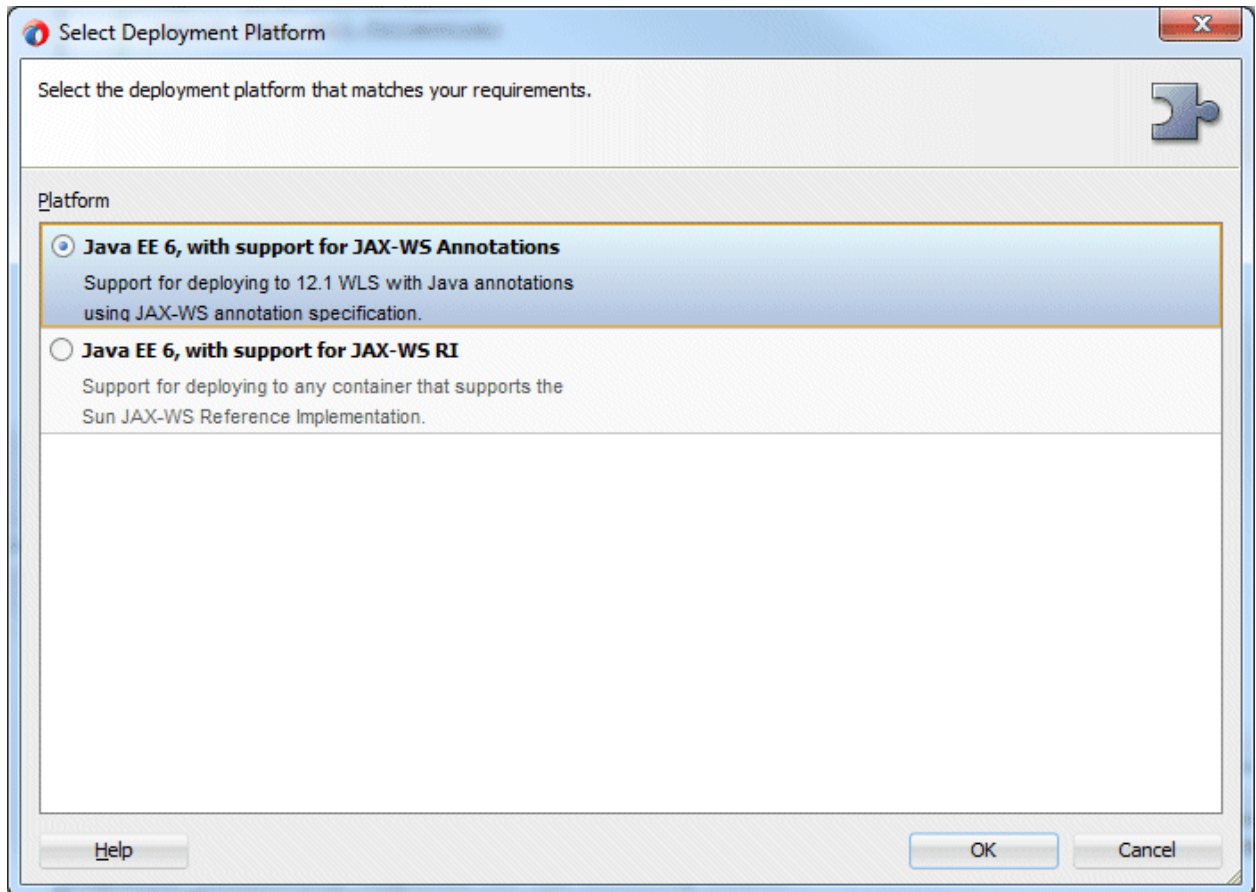 Select Deployment Platform
Select the deployment platform that matches your requirements.
Platform
Java EE 6, with support for JAX-WS Annotations
Support for deploying to 12.1 WLS with Java annotations
using JAX-WS annotation specification.
Java EE 6, with support for JAX-WS RI
Support for deploying to any container that supports the
Sun JAX-WS Reference Implementation.
Help
OK
Cancel